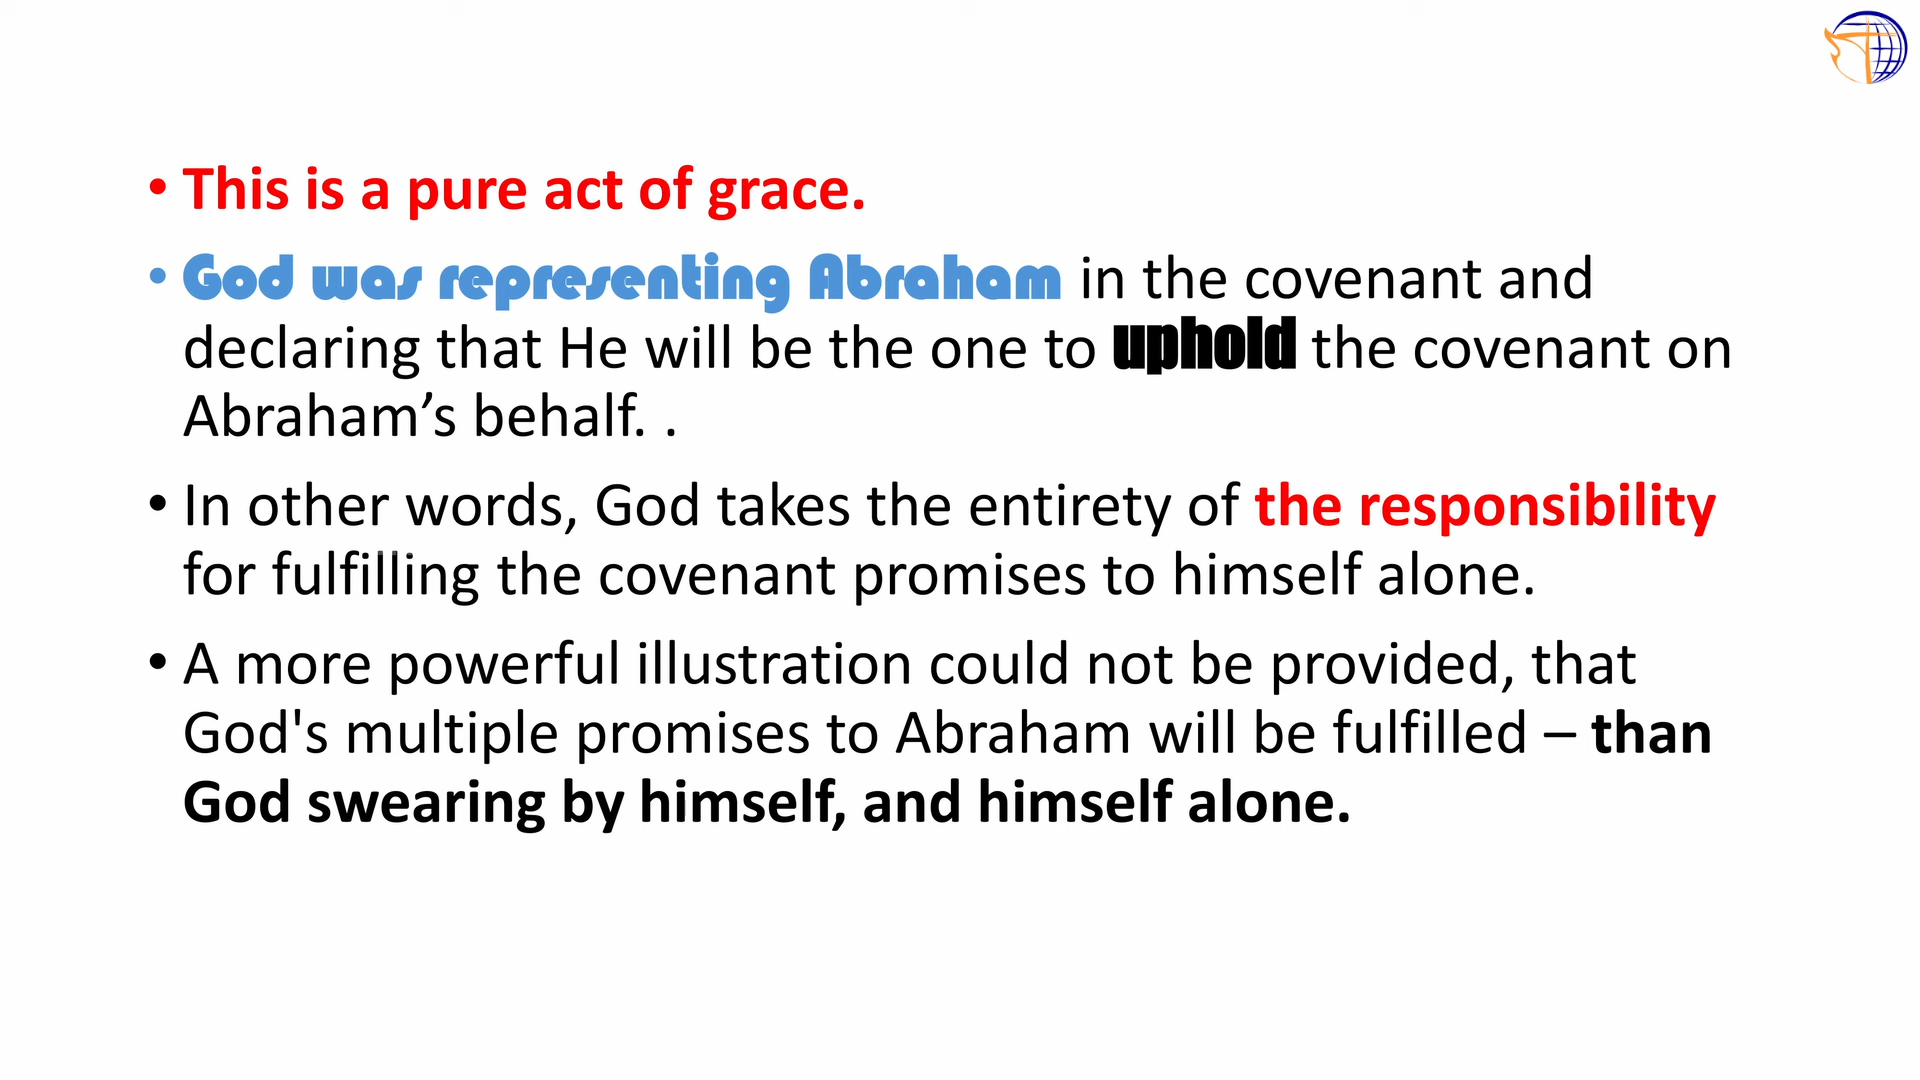 • This is a pure act of grace.
• God was representing Abraham in the covenant and
declaring that He will be the one to uphold the covenant on
Abraham’s behalf. .
• In other words, God takes the entirety of the responsibility
for fulfilling the covenant promises to himself alone.
• A more powerful illustration could not be provided, that
God's multiple promises to Abraham will be fulfilled – than
God swearing by himself, and himself alone.